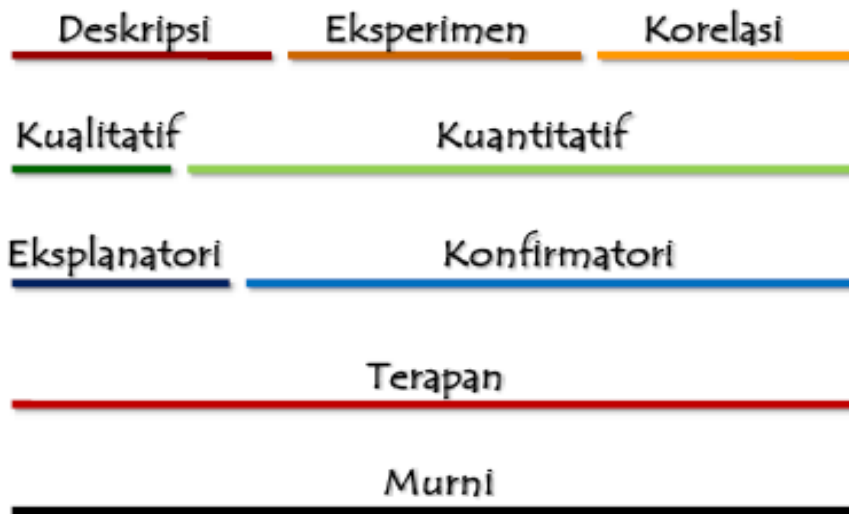 Deskripsi Eksperimen Korelasi
Kualitatif Kuantitatif
Eksplanatori Konfirmatori
Terapan
Murni